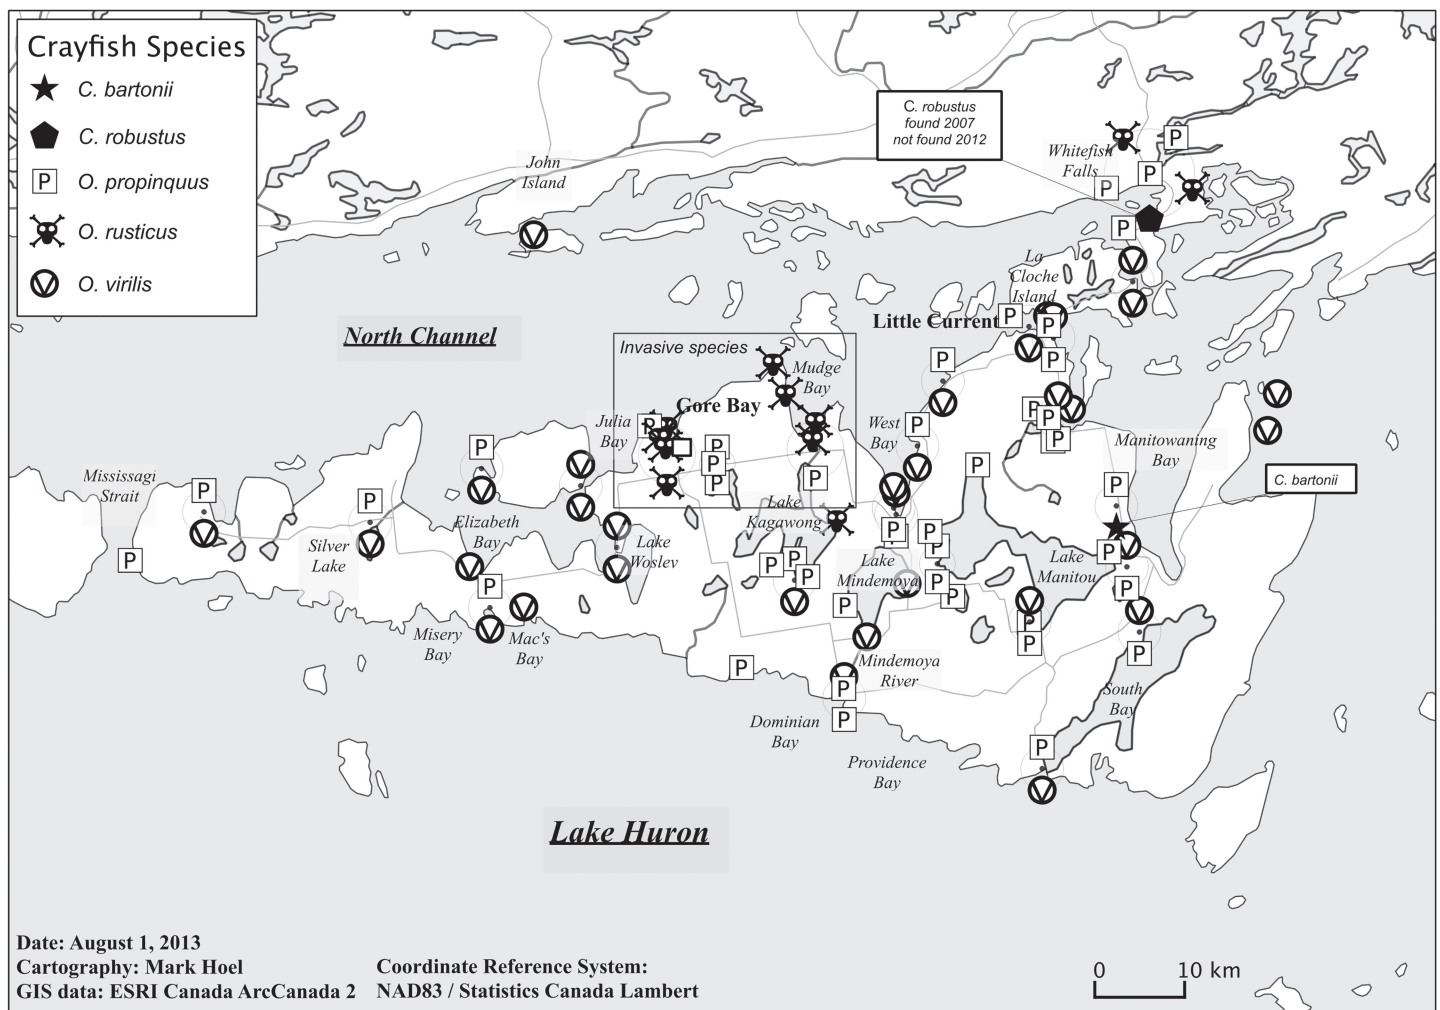 Crayfish Species
C. bartonii
C. robustus
P O. propinquus
O. rusticus
V O. virilis
C. robustus
found 2007
not found 2012
John
Island
Whitefish
Falls
La
Cloche
Island
North Channel
Little Current
Invasive species
Mudge
Bay
Gore Bay
Julia
Bay
West
Bay
Manitowaning
Bay
C. bartonii
Mississagi
Strait
Silver
Lake
Elizabeth
Bay
Lake
Wolsey
Lake
Kagawong
Lake
Mindemoya
Lake
Manitou
Misery
Bay
Mac's
Bay
Mindemoya
River
South
Bay
Dominian
Bay
Providence
Bay
Lake Huron
Date: August 1, 2013
Cartography: Mark Hoel
GIS data: ESRI Canada ArcCanada 2
Coordinate Reference System:
NAD83 / Statistics Canada Lambert
0 10 km